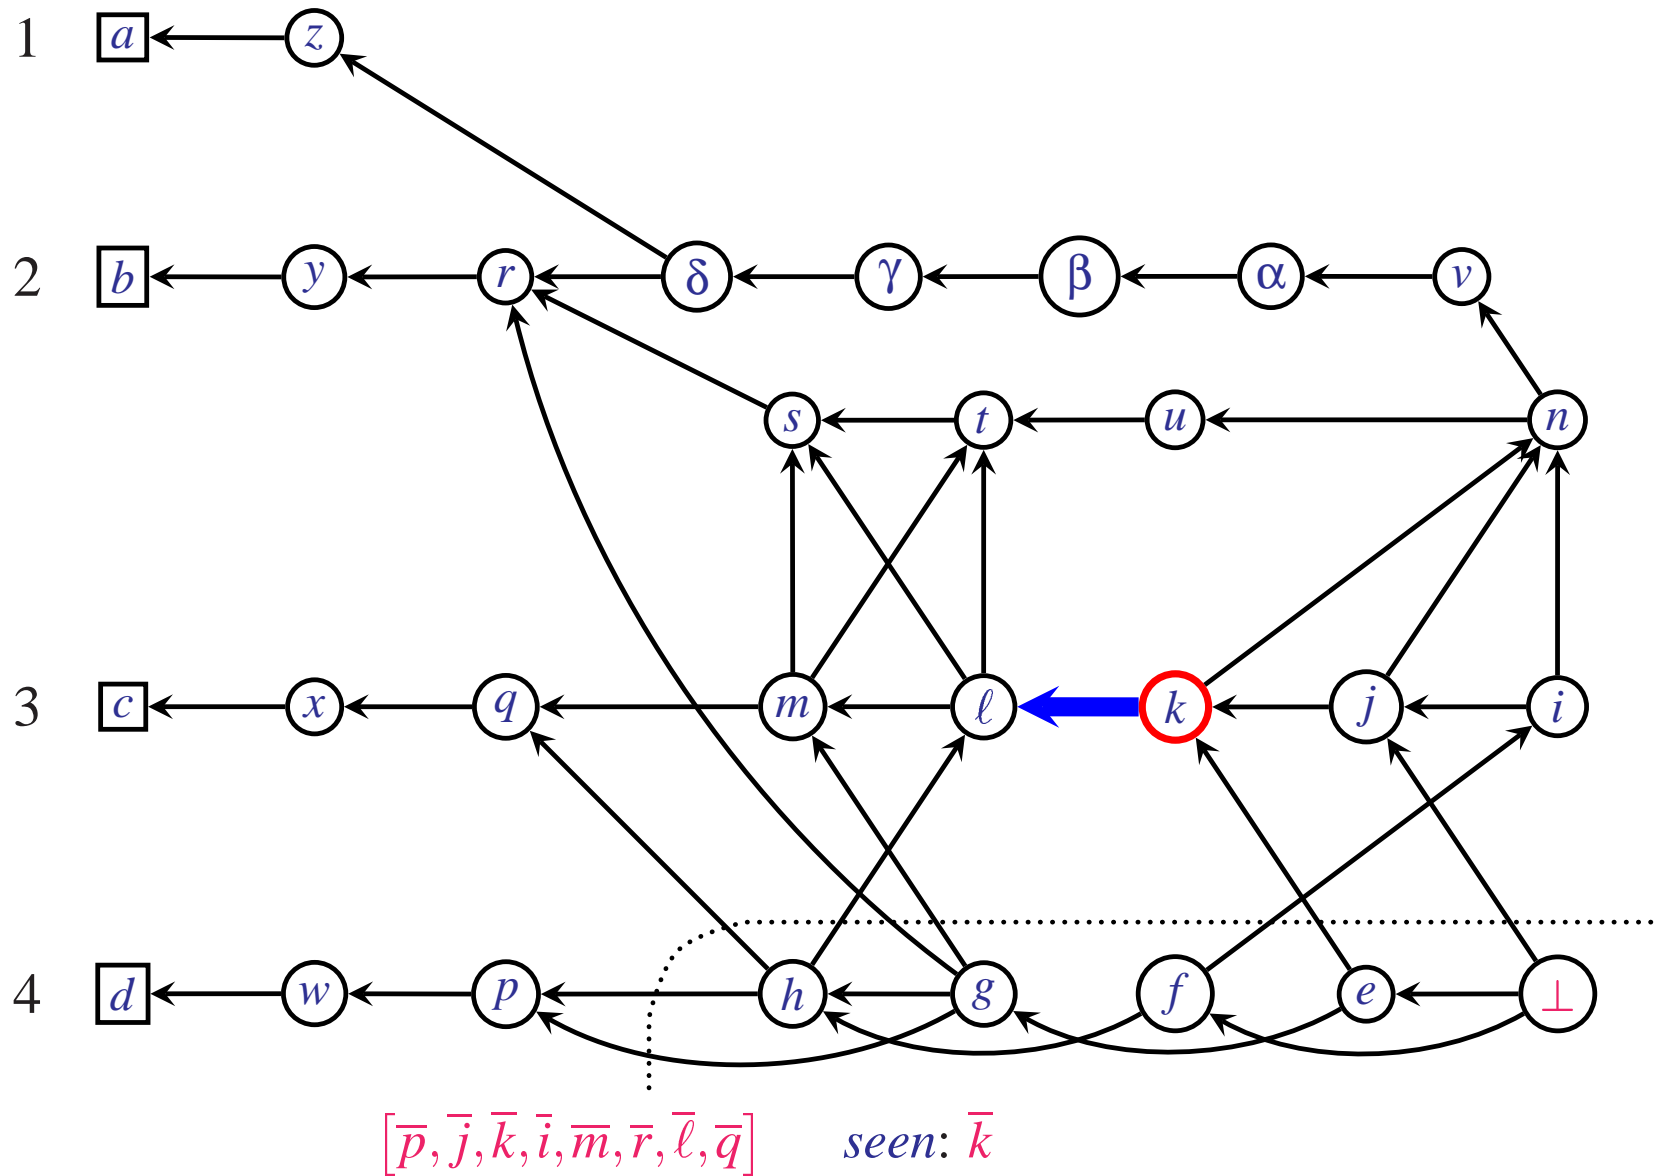 1 a z
2 b y r δ γ β α v
s t u n
3 c x q m ℓ k j i
4 d w p h g f e ⊥
[p̅, j̅, k̅, i̅, m̅, r̅, ℓ̅, q̅] seen: k̅